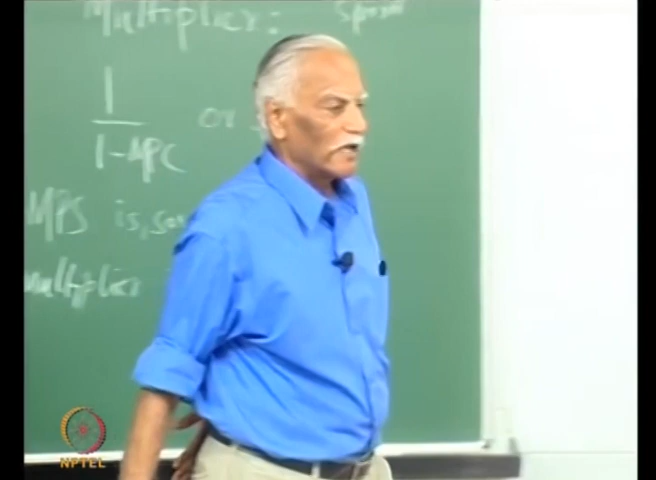 Multiplier:
1
1-MPC
or
MPS is,
multiplier
NPTEL